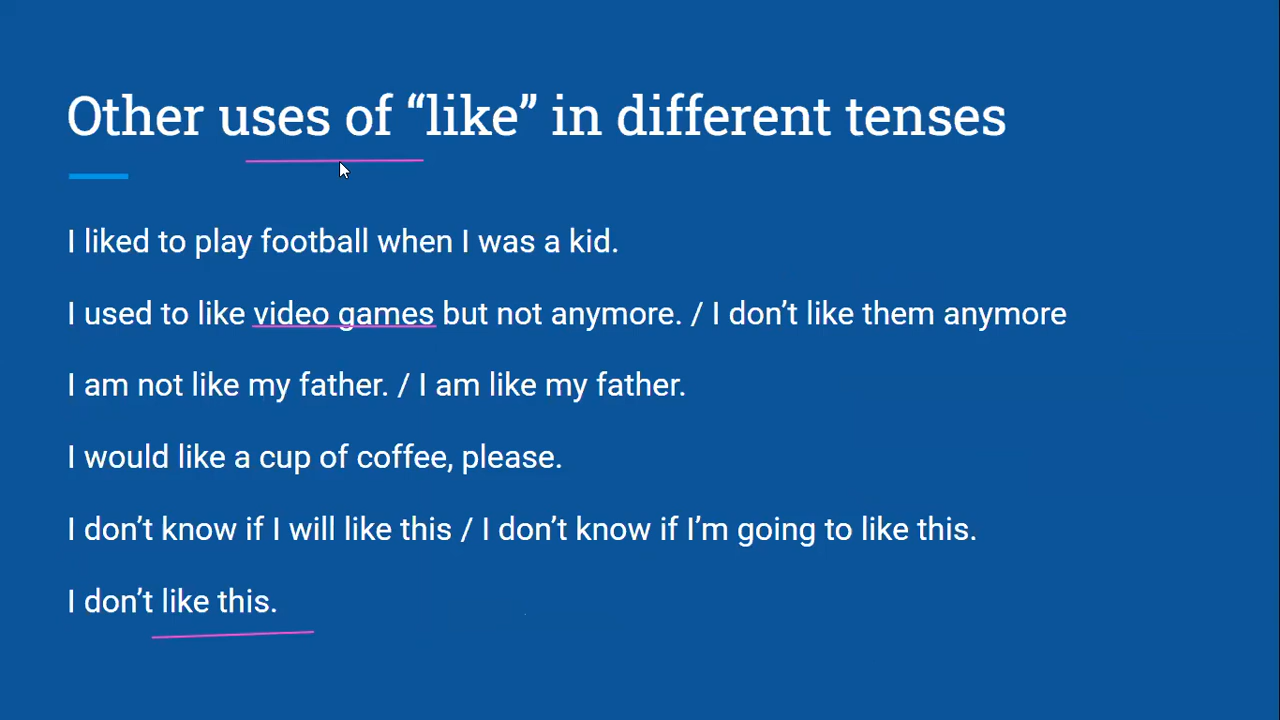 Other uses of “like” in different tenses
I liked to play football when I was a kid.
I used to like video games but not anymore. / I don’t like them anymore
I am not like my father. / I am like my father.
I would like a cup of coffee, please.
I don’t know if I will like this / I don’t know if I’m going to like this.
I don’t like this.